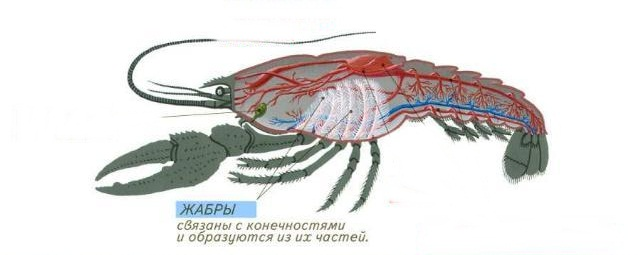 ЖАБРЫ
связаны с конечностями
и образуются из их частей.